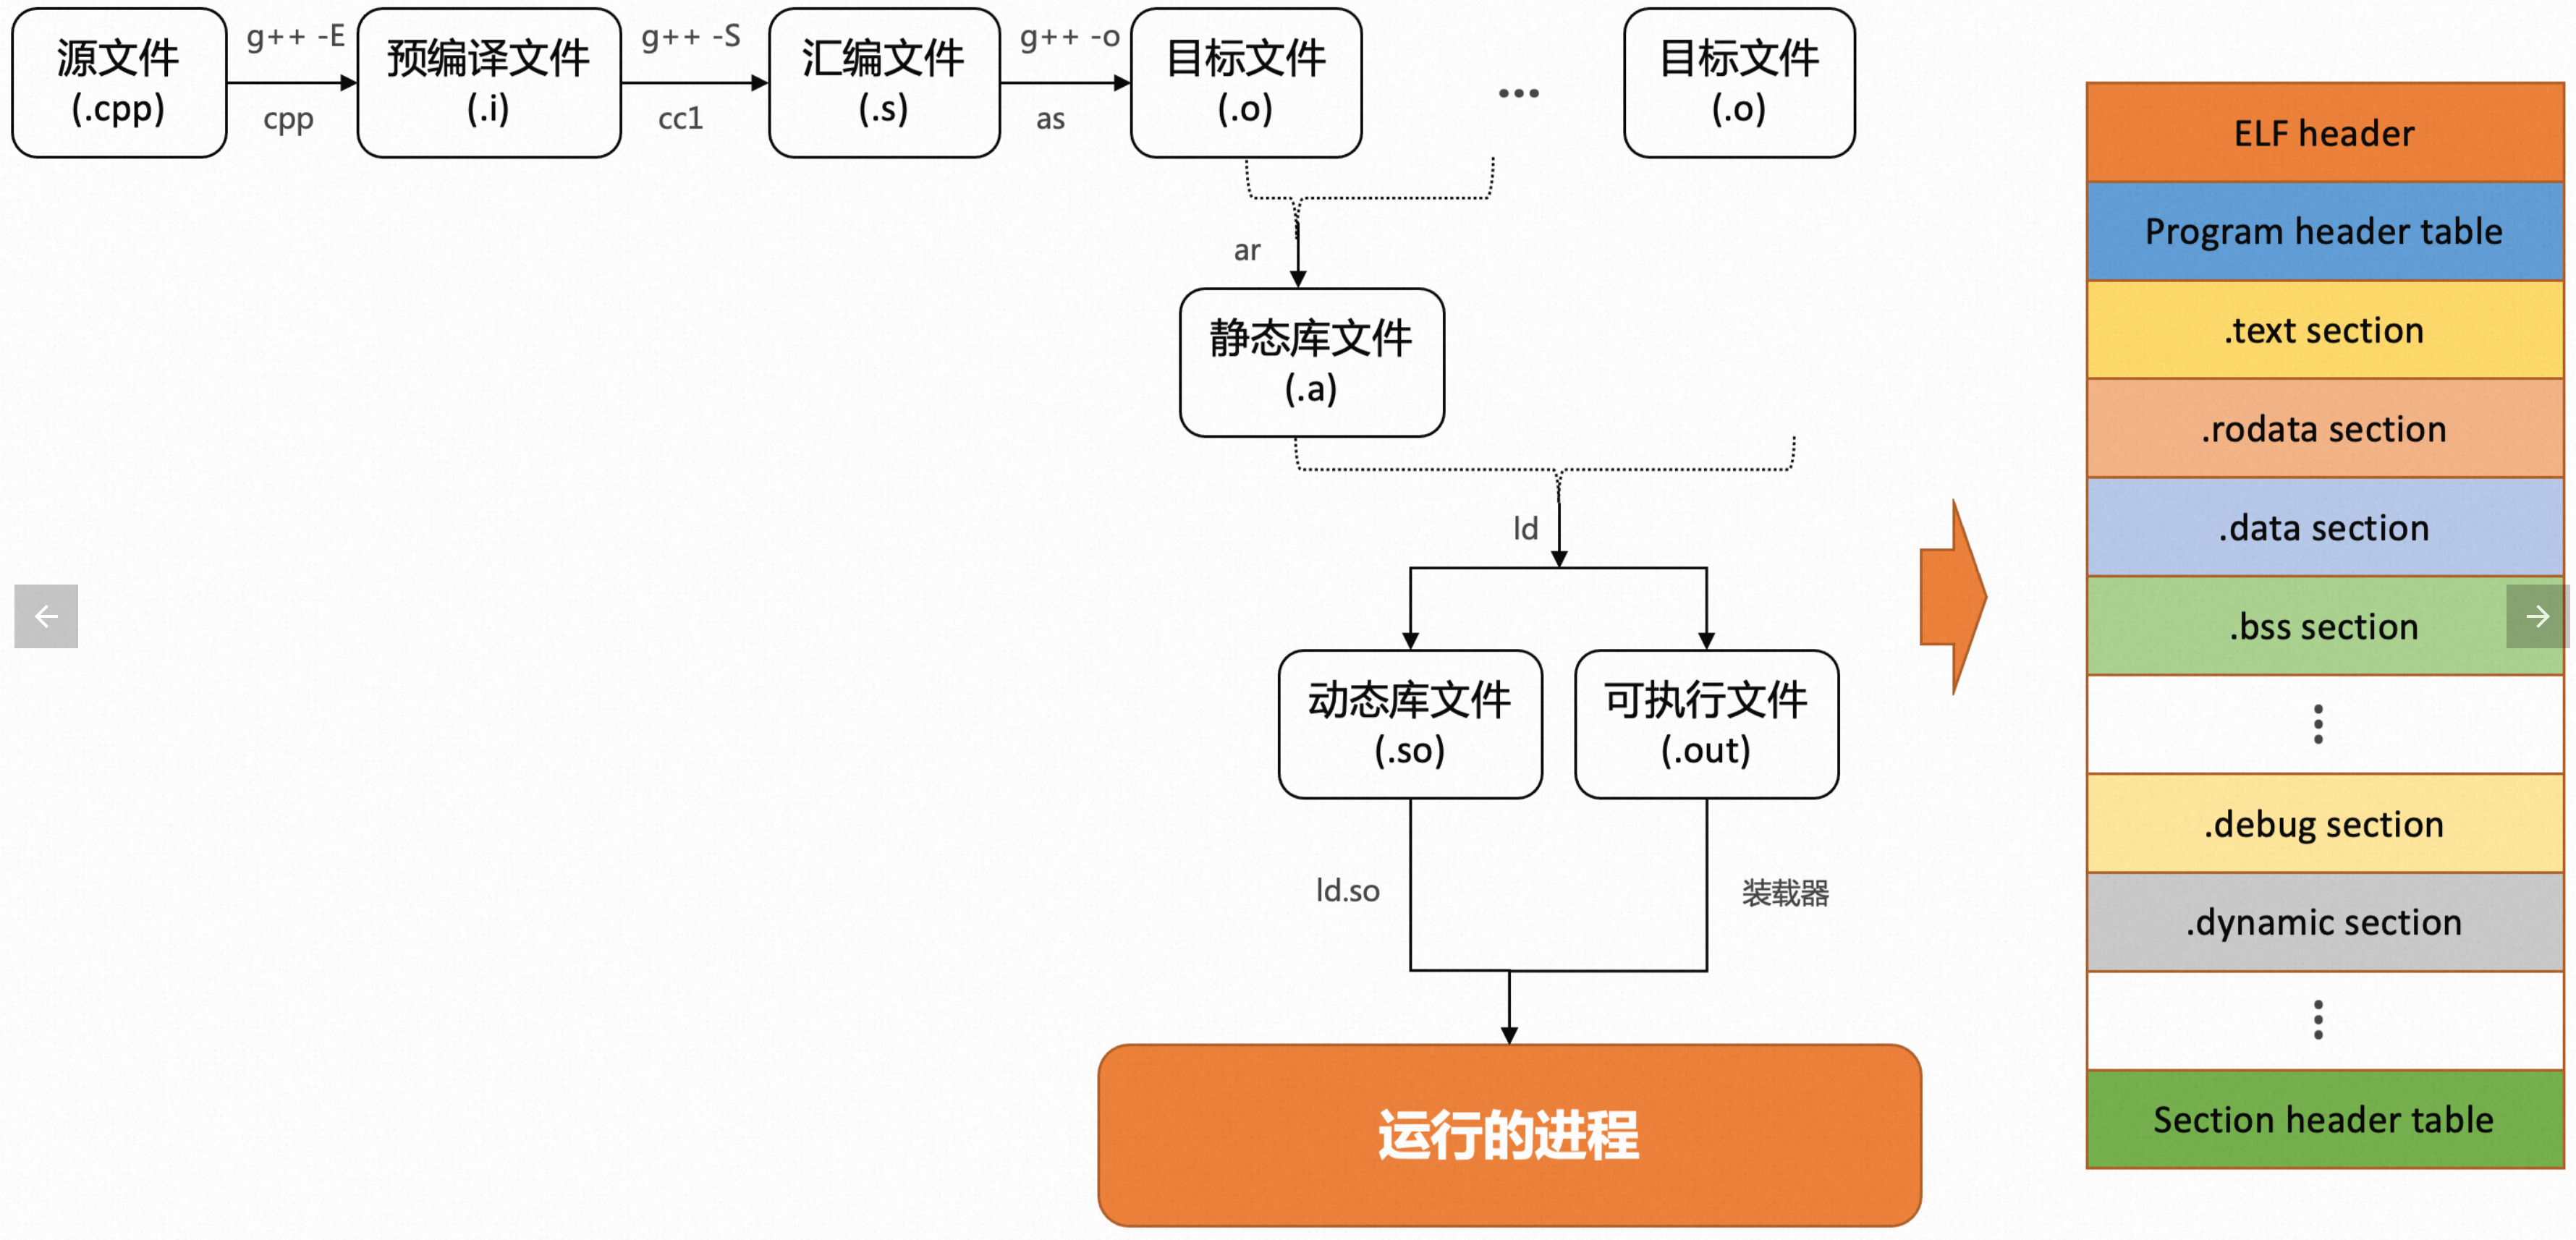 源文件
(.cpp)
g++ -E
cpp
预编译文件
(.i)
g++ -S
cc1
汇编文件
(.s)
g++ -o
as
目标文件
(.o)
...
目标文件
(.o)
ar
静态库文件
(.a)
ld
动态库文件
(.so)
可执行文件
(.out)
ld.so
装载器
运行的进程
ELF header
Program header table
.text section
.rodata section
.data section
.bss section
.debug section
.dynamic section
Section header table